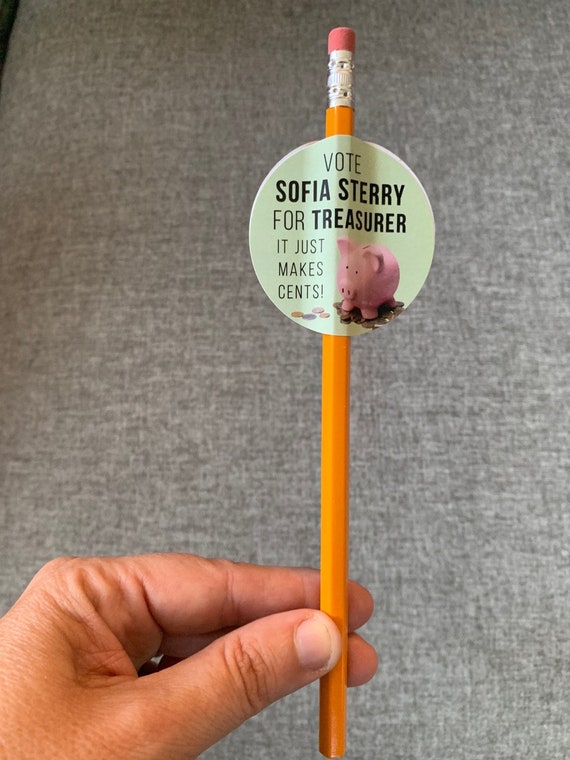 VOTE
SOFIA STERRY
FOR TREASURER
IT JUST
MAKES
CENTS!